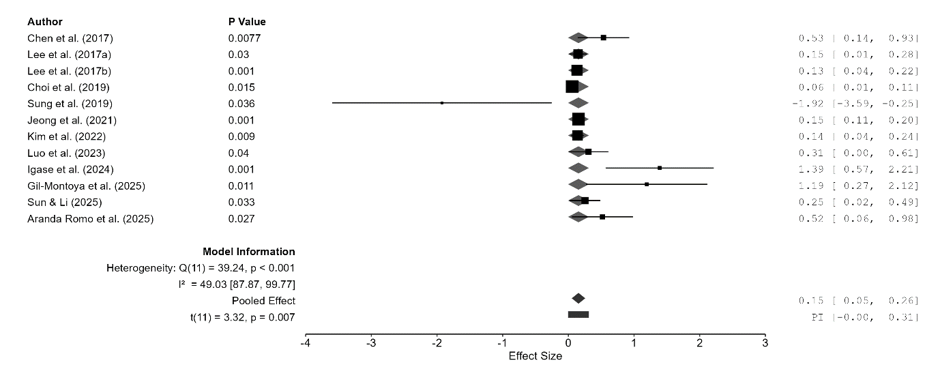 Author P Value
Chen et al. (2017) 0.0077 0.53 [ 0.14, 0.93]
Lee et al. (2017a) 0.03 0.15 [ 0.01, 0.28]
Lee et al. (2017b) 0.001 0.13 [ 0.04, 0.22]
Choi et al. (2019) 0.015 0.06 [ 0.01, 0.11]
Sung et al. (2019) 0.036 -1.92 [-3.59, -0.25]
Jeong et al. (2021) 0.001 0.15 [ 0.11, 0.20]
Kim et al. (2022) 0.009 0.14 [ 0.04, 0.24]
Luo et al. (2023) 0.04 0.31 [ 0.00, 0.61]
Igase et al. (2024) 0.001 1.39 [ 0.57, 2.21]
Gil-Montoya et al. (2025) 0.011 1.19 [ 0.27, 2.12]
Sun & Li (2025) 0.033 0.25 [ 0.02, 0.49]
Aranda Romo et al. (2025) 0.027 0.52 [ 0.06, 0.98]
Model Information
Heterogeneity: Q(11) = 39.24, p < 0.001
I² = 49.03 [87.87, 99.77]
Pooled Effect 0.15 [ 0.05, 0.26]
t(11) = 3.32, p = 0.007 PI [-0.00, 0.31]
-4 -3 -2 -1 0 1 2 3
Effect Size